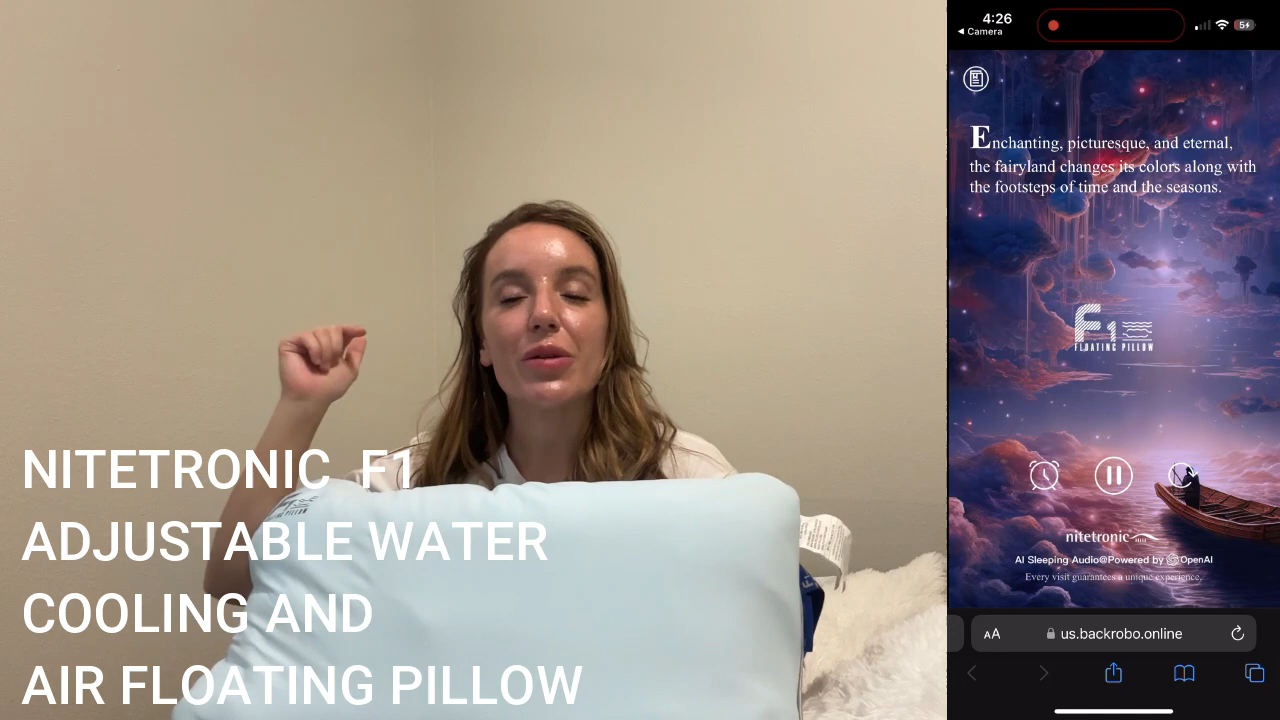 NITETRONIC F1
ADJUSTABLE WATER
COOLING AND
AIR FLOATING PILLOW
4:26
Camera
5
Enchanting, picturesque, and eternal,
the fairyland changes its colors along with
the footsteps of time and the seasons.
F1
FLOATING PILLOW
nitetronic
AI Sleeping Audio@Powered by OpenAI
Every visit guarantees a unique experience,
AA us.backrobo.online